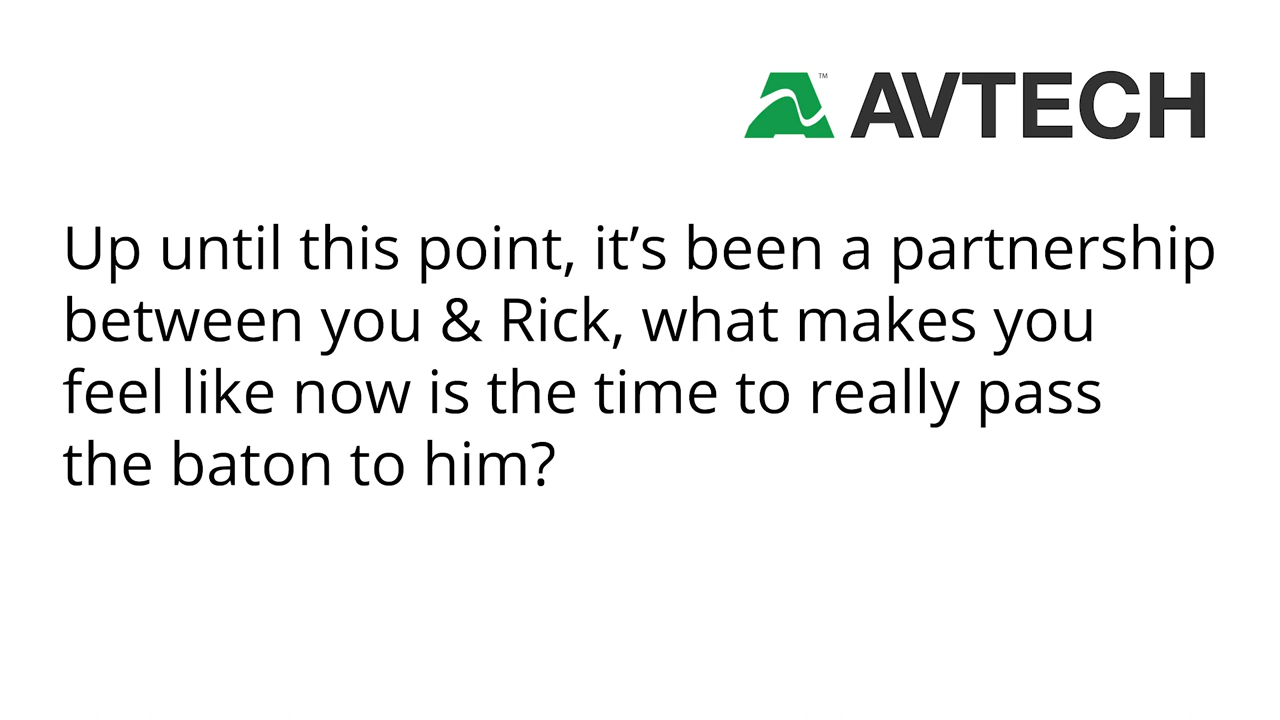 TM
AVTECH
Up until this point, it’s been a partnership
between you & Rick, what makes you
feel like now is the time to really pass
the baton to him?